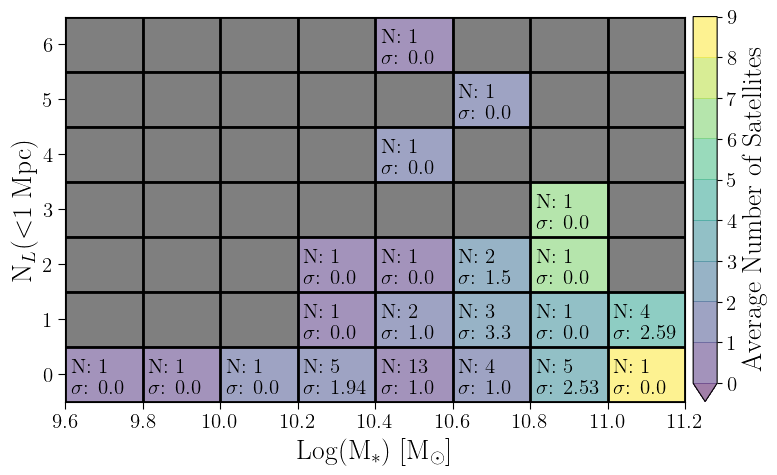 6
N: 1
σ: 0.0
5
N: 1
σ: 0.0
4
N: 1
σ: 0.0
3
N: 1
σ: 0.0
2
N: 1 N: 1 N: 2 N: 1
σ: 0.0 σ: 0.0 σ: 1.5 σ: 0.0
1
N: 1 N: 2 N: 3 N: 1 N: 4
σ: 0.0 σ: 1.0 σ: 3.3 σ: 0.0 σ: 2.59
0
N: 1 N: 1 N: 1 N: 5 N: 13 N: 4 N: 5 N: 1
σ: 0.0 σ: 0.0 σ: 0.0 σ: 1.94 σ: 1.0 σ: 1.0 σ: 2.53 σ: 0.0
9.6 9.8 10.0 10.2 10.4 10.6 10.8 11.0 11.2
Log(M*) [M☉]
N_L(<1 Mpc)
9
8
7
6
5
4
3
2
1
0
Average Number of Satellites